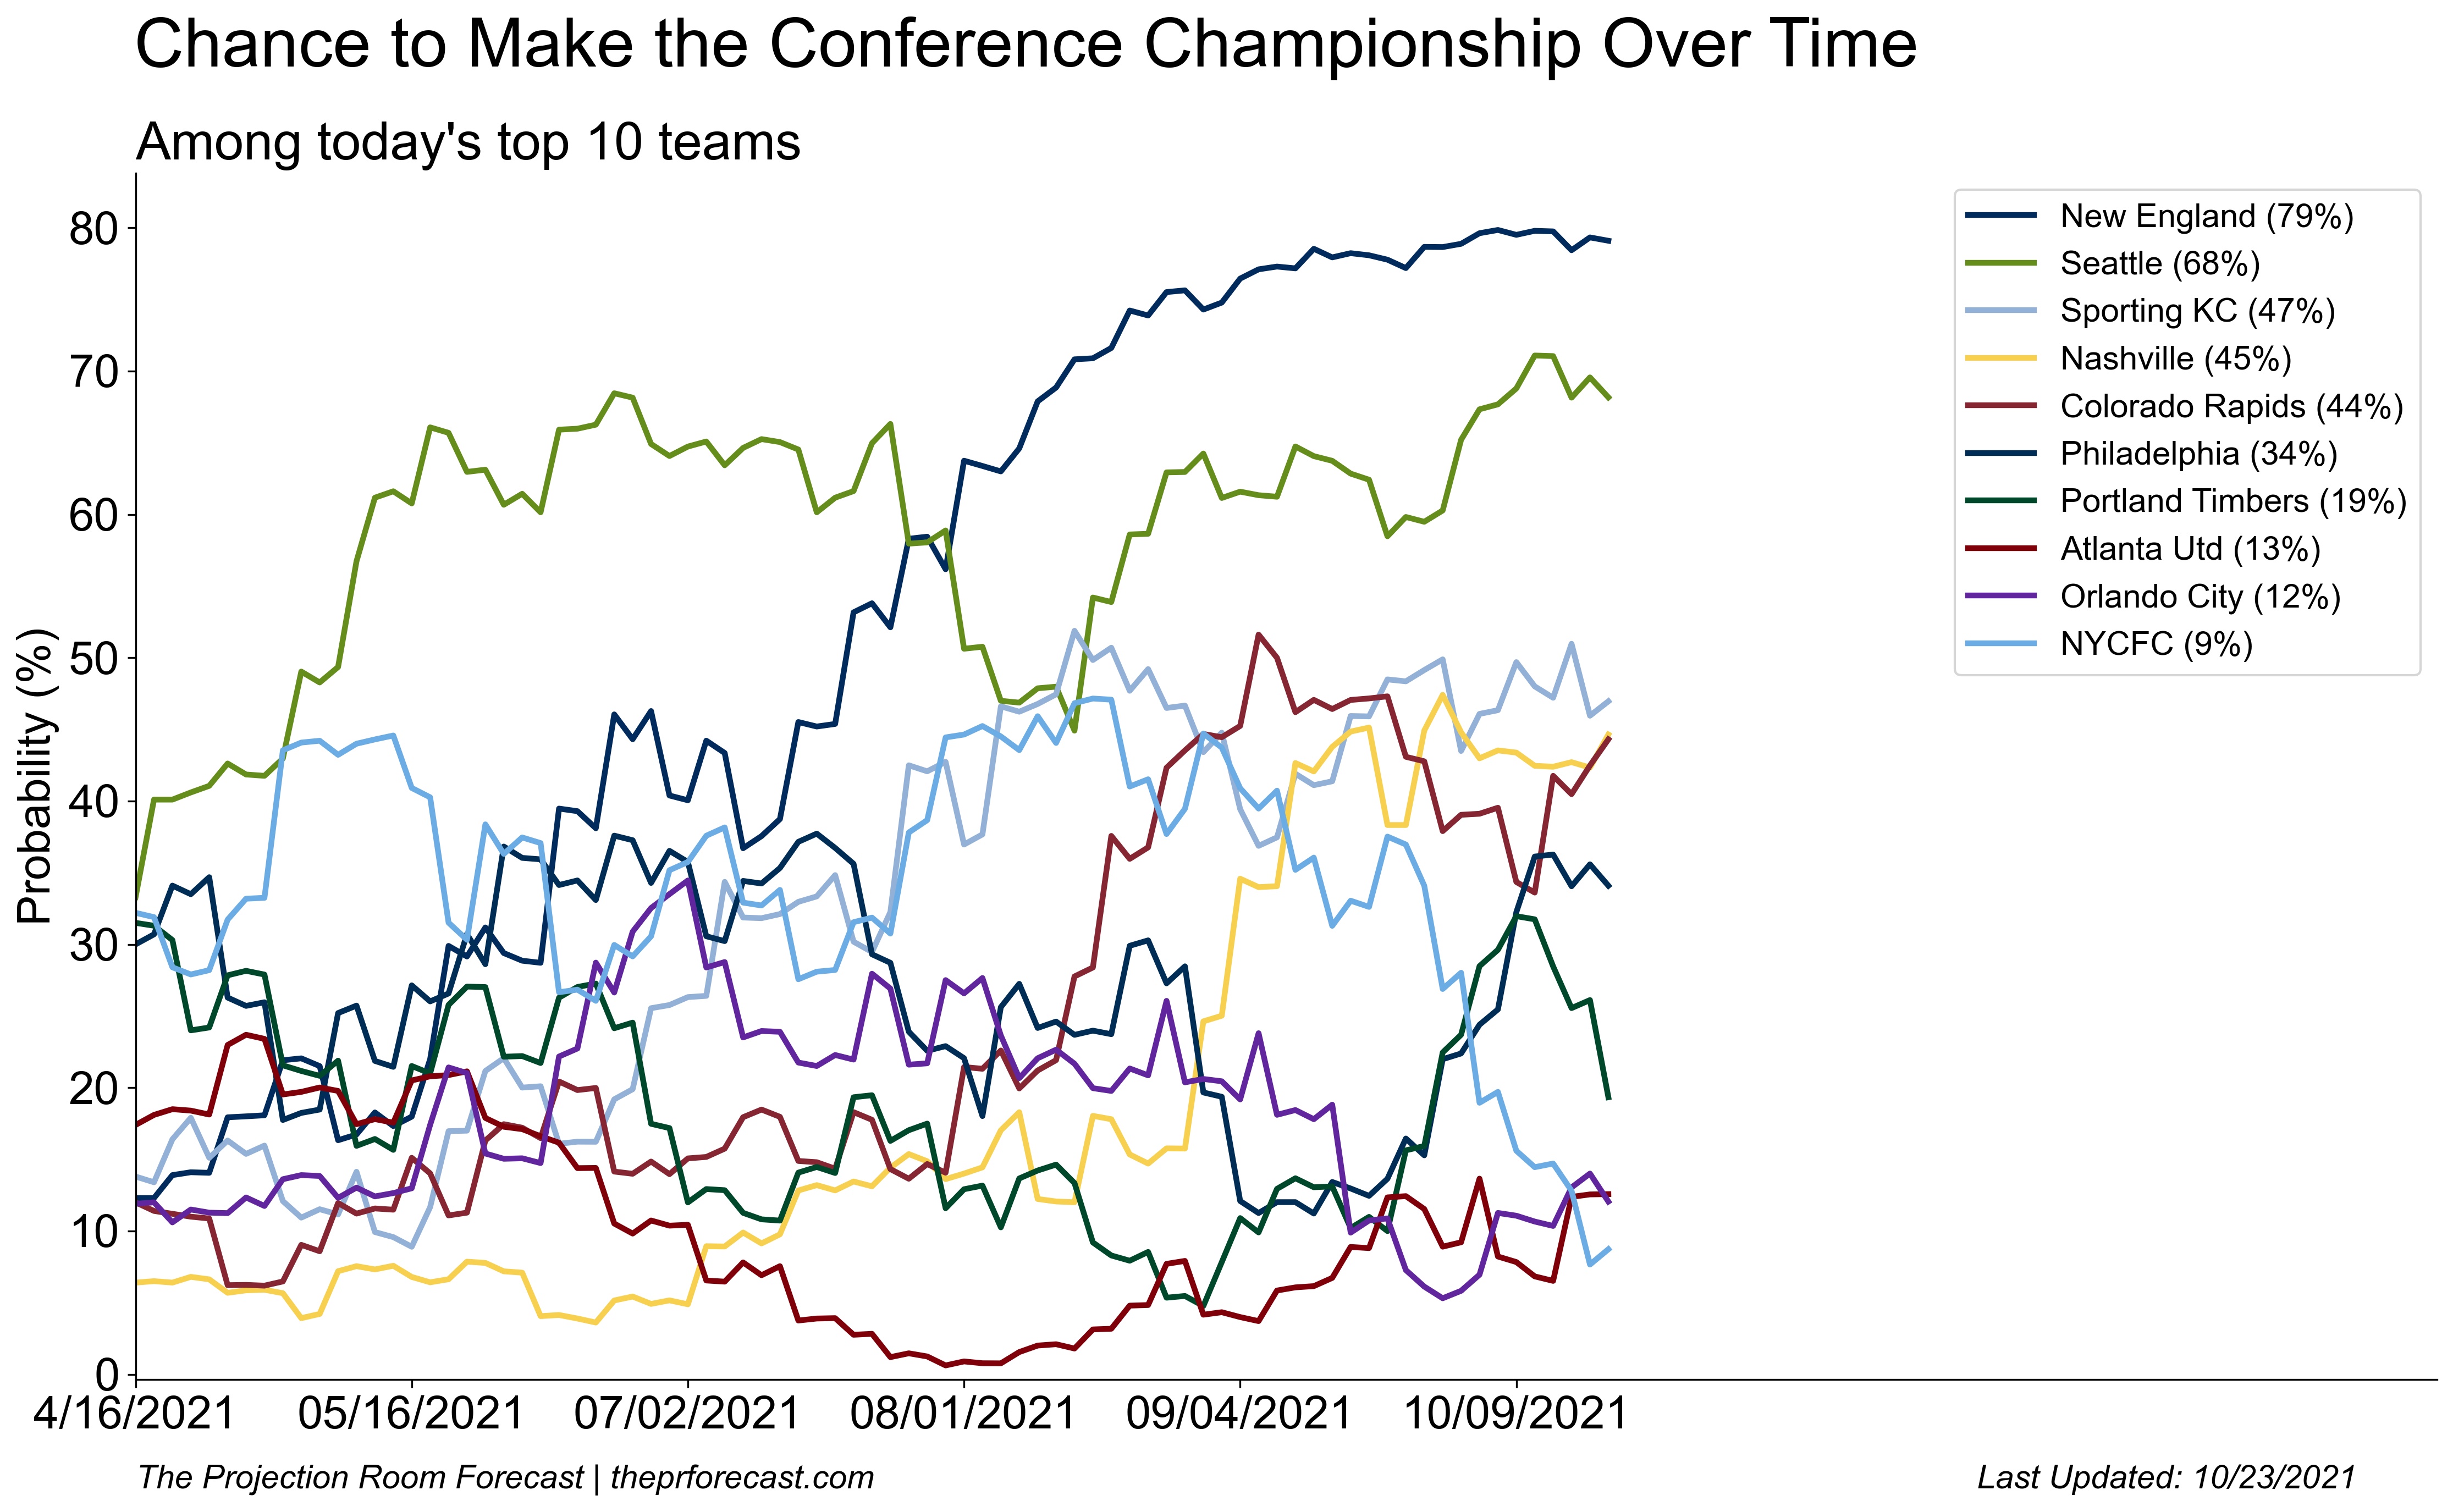 Chance to Make the Conference Championship Over Time
Among today's top 10 teams
Probability (%)
80
70
60
50
40
30
20
10
0
4/16/2021 05/16/2021 07/02/2021 08/01/2021 09/04/2021 10/09/2021
New England (79%)
Seattle (68%)
Sporting KC (47%)
Nashville (45%)
Colorado Rapids (44%)
Philadelphia (34%)
Portland Timbers (19%)
Atlanta Utd (13%)
Orlando City (12%)
NYCFC (9%)
The Projection Room Forecast | theprforecast.com
Last Updated: 10/23/2021